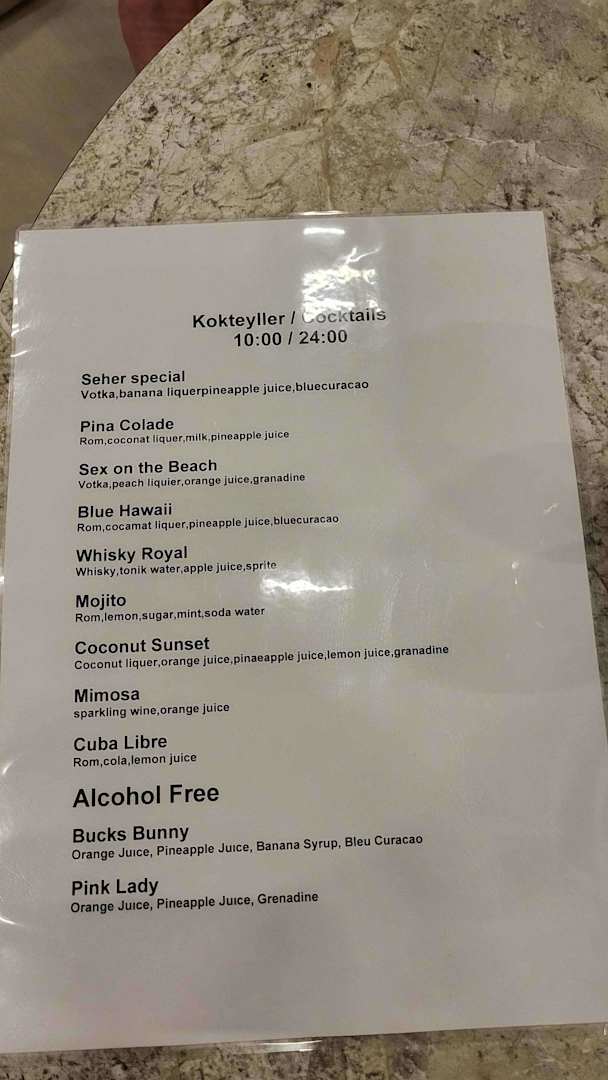 Kokteyller / Cocktails
10:00 / 24:00
Seher special
Votka,banana liquerpineapple juice,bluecuracao
Pina Colade
Rom,coconat liquer,milk,pineapple juice
Sex on the Beach
Votka,peach liquier,orange juice,granadine
Blue Hawaii
Rom,cocamat liquer,pineapple juice,bluecuracao
Whisky Royal
Whisky,tonik water,apple juice,sprite
Mojito
Rom,lemon,sugar,mint,soda water
Coconut Sunset
Coconut liquer,orange juice,pinaeapple juice,lemon juice,granadine
Mimosa
sparkling wine,orange juice
Cuba Libre
Rom,cola,lemon juice
Alcohol Free
Bucks Bunny
Orange Juıce, Pineapple Juıce, Banana Syrup, Bleu Curacao
Pink Lady
Orange Juıce, Pineapple Juıce, Grenadine